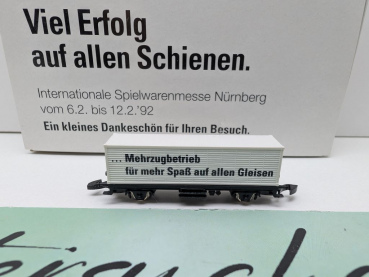 Viel Erfolg
auf allen Schienen.
Internationale Spielwarenmesse Nürnberg
vom 6.2. bis 12.2.'92
Ein kleines Dankeschön für Ihren Besuch.
... Mehrzugbetrieb
für mehr Spaß auf allen Gleisen